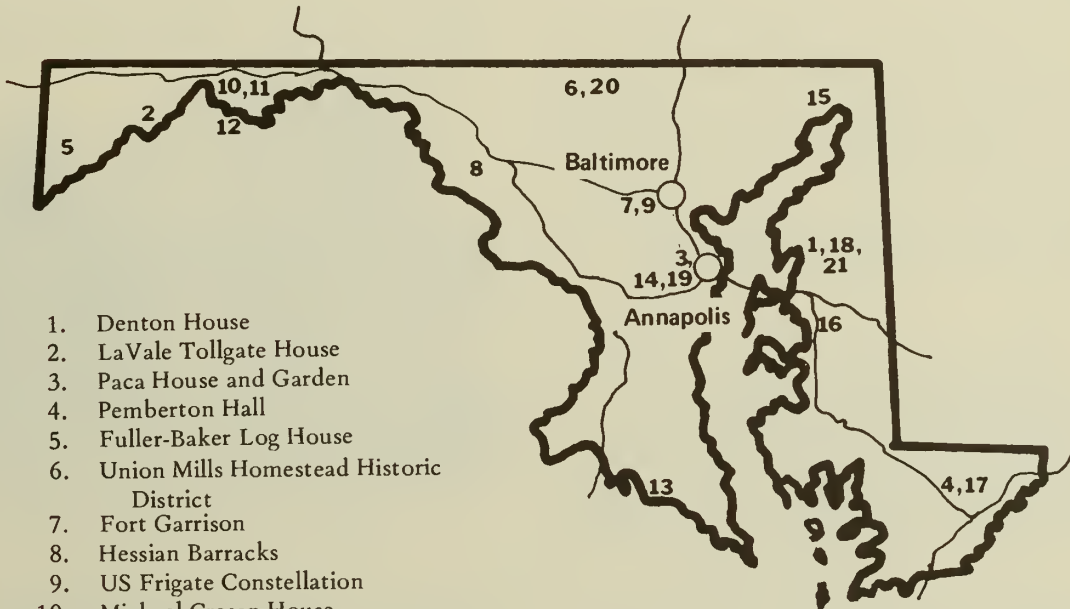 10,11
6,20
15
2
12
5
8
Baltimore
7,9
1,18,
21
3,
14,19
Annapolis
16
4,17
13
1. Denton House
2. LaVale Tollgate House
3. Paca House and Garden
4. Pemberton Hall
5. Fuller-Baker Log House
6. Union Mills Homestead Historic
District
7. Fort Garrison
8. Hessian Barracks
9. US Frigate Constellation